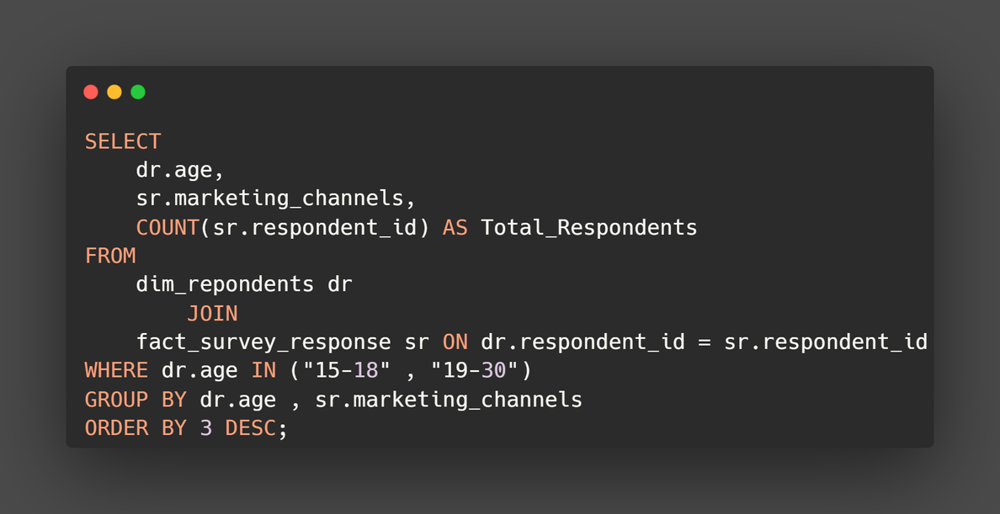 SELECT
    dr.age,
    sr.marketing_channels,
    COUNT(sr.respondent_id) AS Total_Respondents
FROM
    dim_repondents dr
        JOIN
    fact_survey_response sr ON dr.respondent_id = sr.respondent_id
WHERE dr.age IN ("15-18" , "19-30")
GROUP BY dr.age , sr.marketing_channels
ORDER BY 3 DESC;